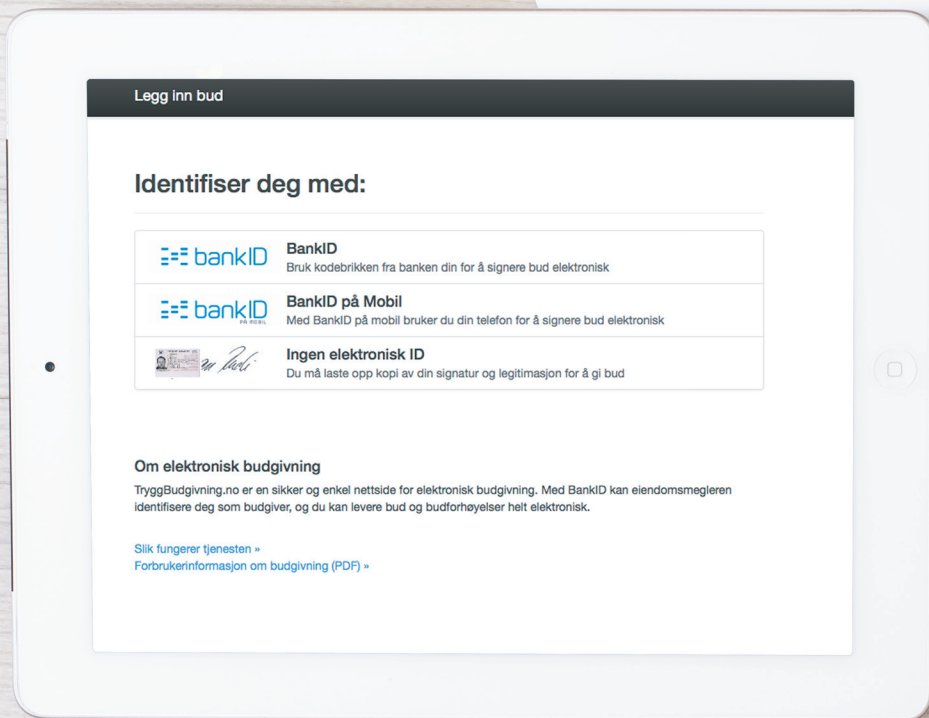 Legg inn bud
Identifiser deg med:
bankID
BankID
Bruk kodebrikken fra banken din for å signere bud elektronisk
bankID
PÅ MOBIL
BankID på Mobil
Med BankID på mobil bruker du din telefon for å signere bud elektronisk
Ingen elektronisk ID
Du må laste opp kopi av din signatur og legitimasjon for å gi bud
Om elektronisk budgivning
TryggBudgivning.no er en sikker og enkel nettside for elektronisk budgivning. Med BankID kan eiendomsmegleren
identifisere deg som budgiver, og du kan levere bud og budforhøyelser helt elektronisk.
Slik fungerer tjenesten »
Forbrukerinformasjon om budgivning (PDF) »